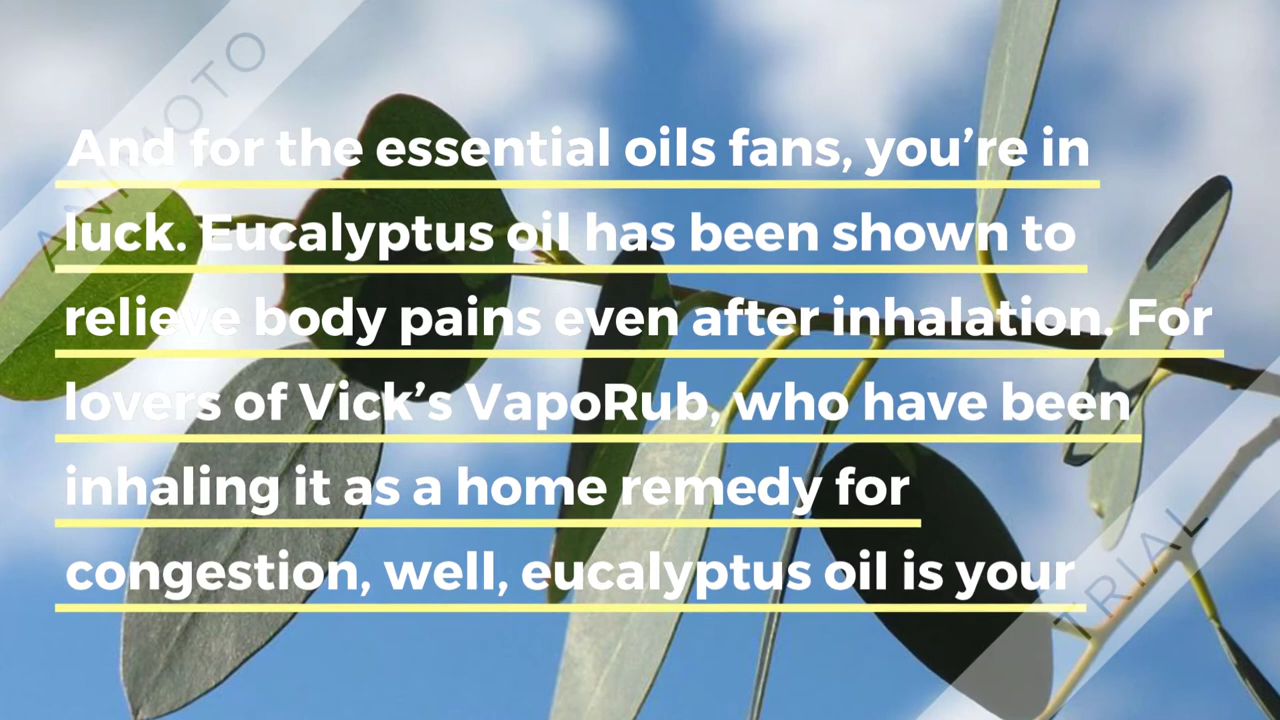 And for the essential oils fans, you’re in
luck. Eucalyptus oil has been shown to
relieve body pains even after inhalation. For
lovers of Vick’s VapoRub, who have been
inhaling it as a home remedy for
congestion, well, eucalyptus oil is your
ANIMOTO
TRIAL